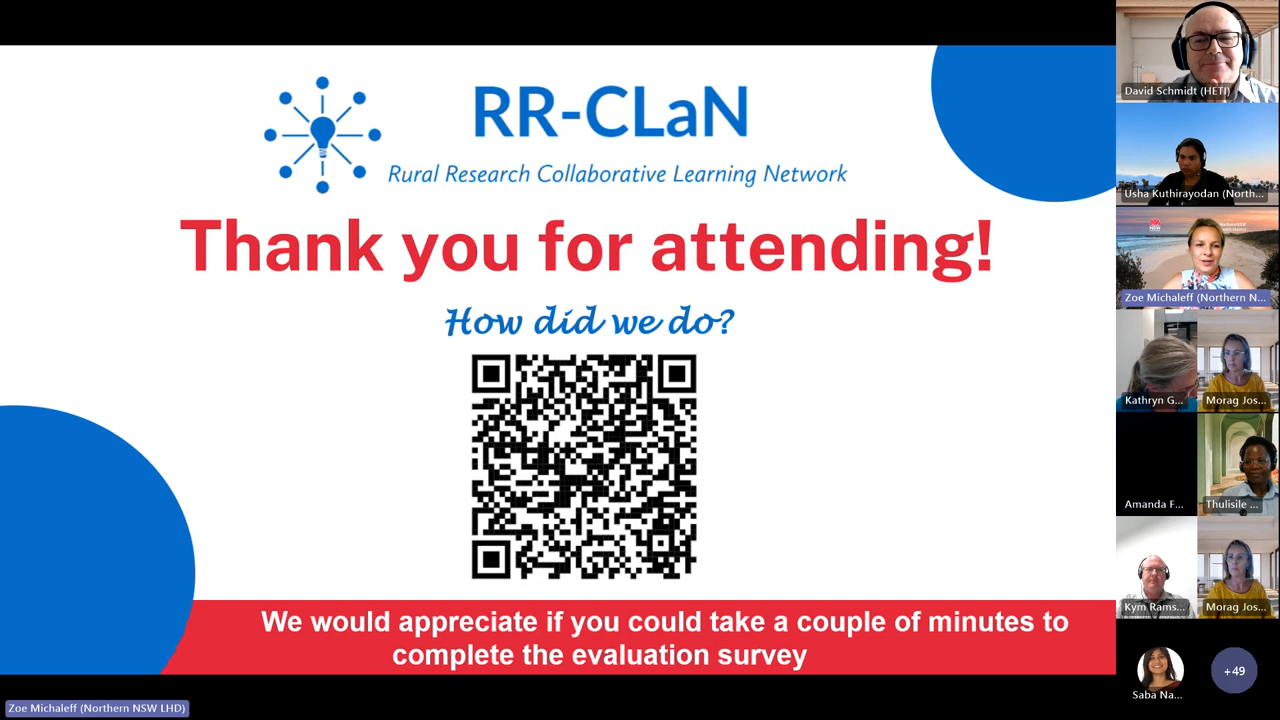 RR-CLaN
Rural Research Collaborative Learning Network
Thank you for attending!
How did we do?
We would appreciate if you could take a couple of minutes to
complete the evaluation survey
Zoe Michaleff (Northern NSW LHD)
David Schmidt (HETI)
Usha Kuthirayodan (North...
Zoe Michaleff (Northern N...
Kathryn G...
Morag Jos...
Amanda F...
Thulisile ...
Kym Rams...
Morag Jos...
Saba Na...
+49